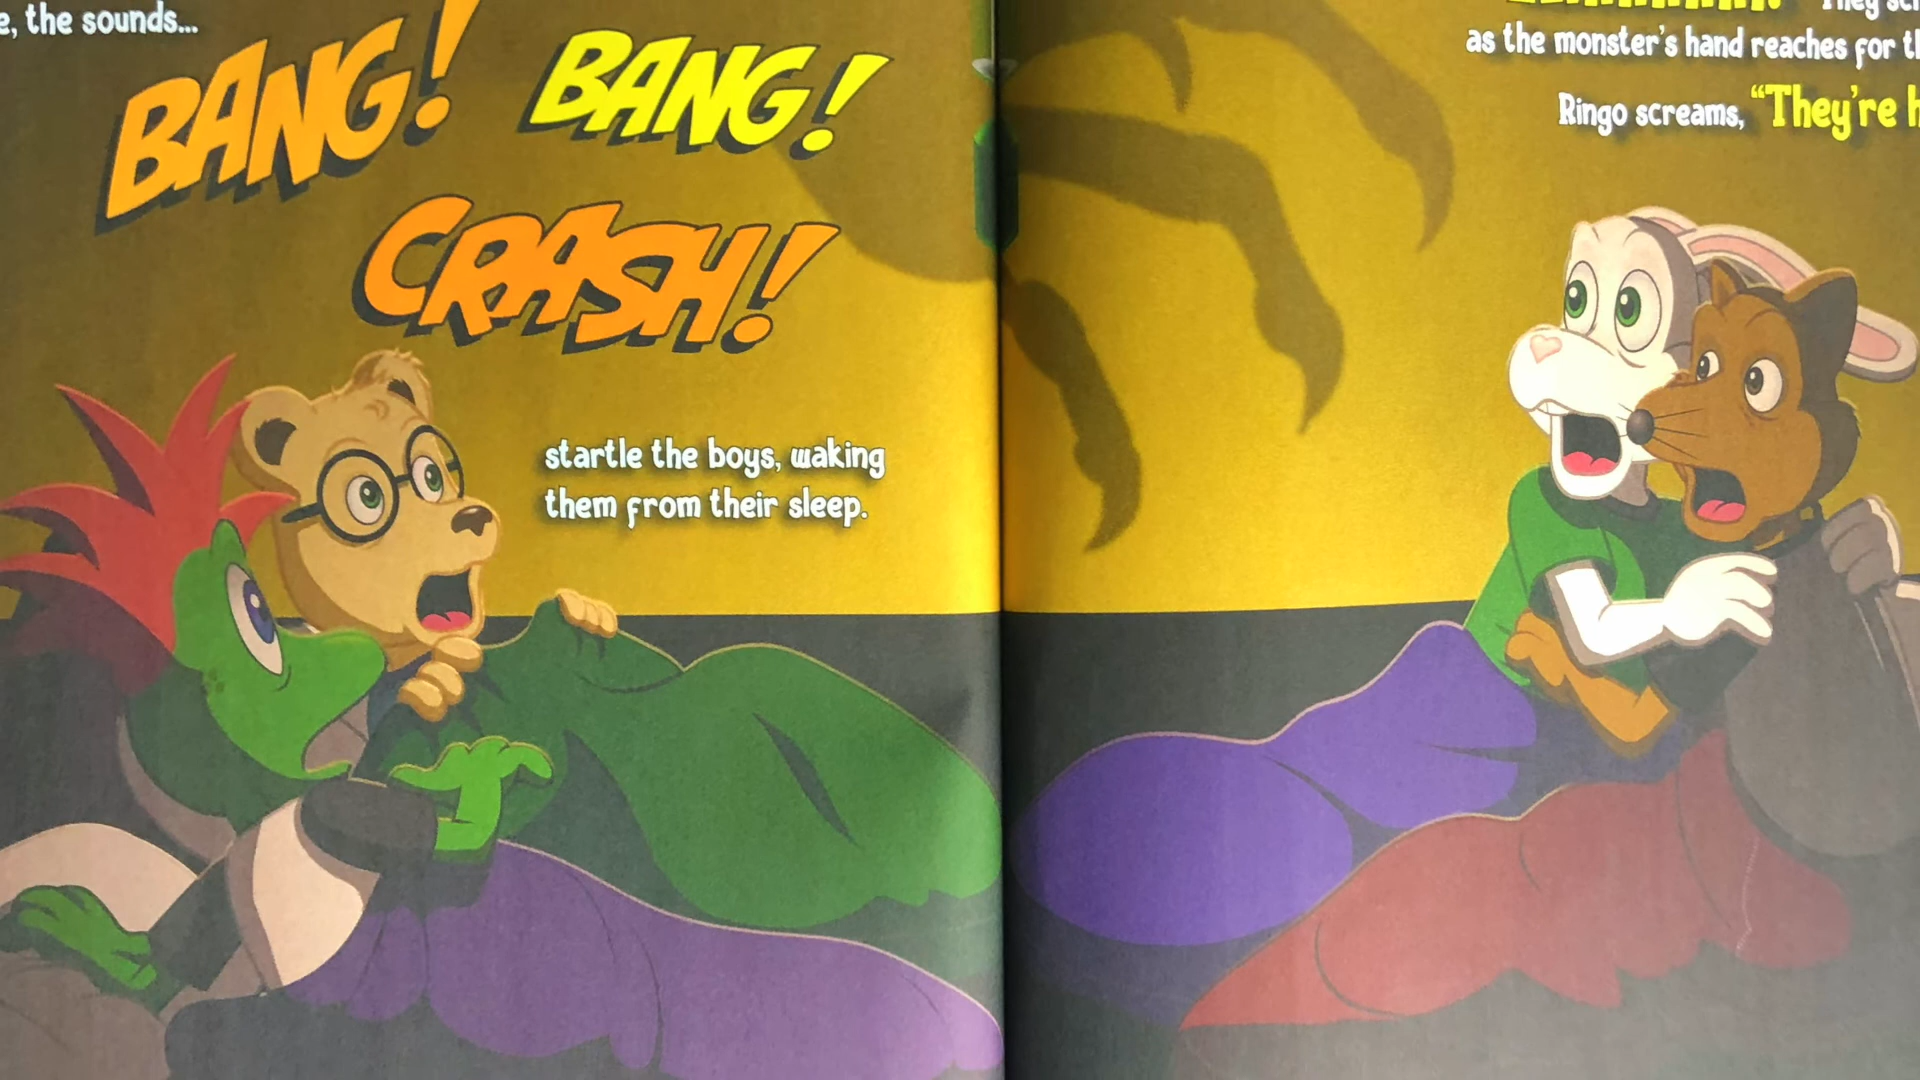 the sounds...
BANG! BANG!
CRASH!
startle the boys, waking
them from their sleep.
They
as the monster's hand reaches for
Ringo screams, "They're